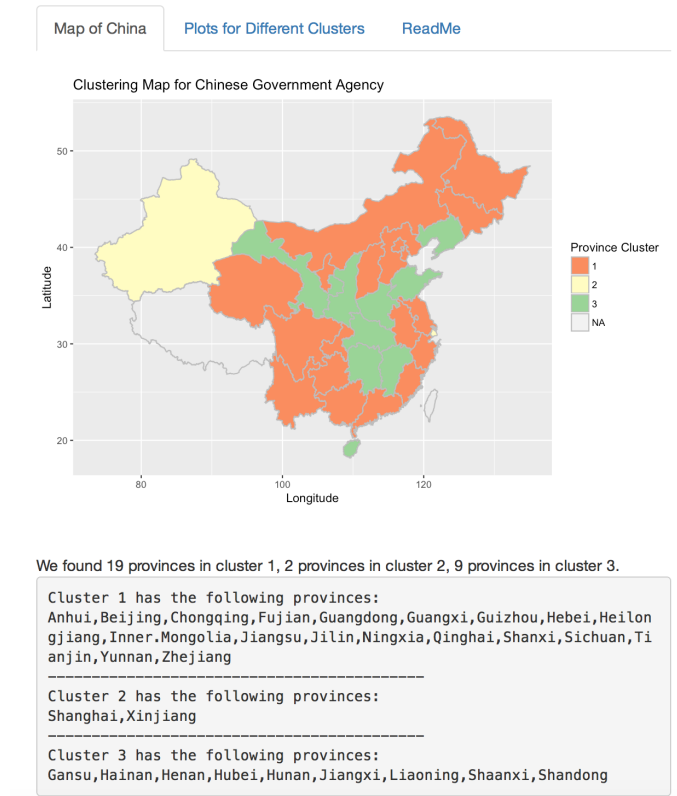 Map of China
Plots for Different Clusters
ReadMe
Clustering Map for Chinese Government Agency
50
40
30
20
Latitude
80
100
120
Longitude
Province Cluster
1
2
3
NA
We found 19 provinces in cluster 1, 2 provinces in cluster 2, 9 provinces in cluster 3.
Cluster 1 has the following provinces:
Anhui,Beijing,Chongqing,Fujian,Guangdong,Guangxi,Guizhou,Hebei,Heilon
gjiang,Inner.Mongolia,Jiangsu,Jilin,Ningxia,Qinghai,Shanxi,Sichuan,Ti
anjin,Yunnan,Zhejiang
-------------------------------------------
Cluster 2 has the following provinces:
Shanghai,Xinjiang
-------------------------------------------
Cluster 3 has the following provinces:
Gansu,Hainan,Henan,Hubei,Hunan,Jiangxi,Liaoning,Shaanxi,Shandong